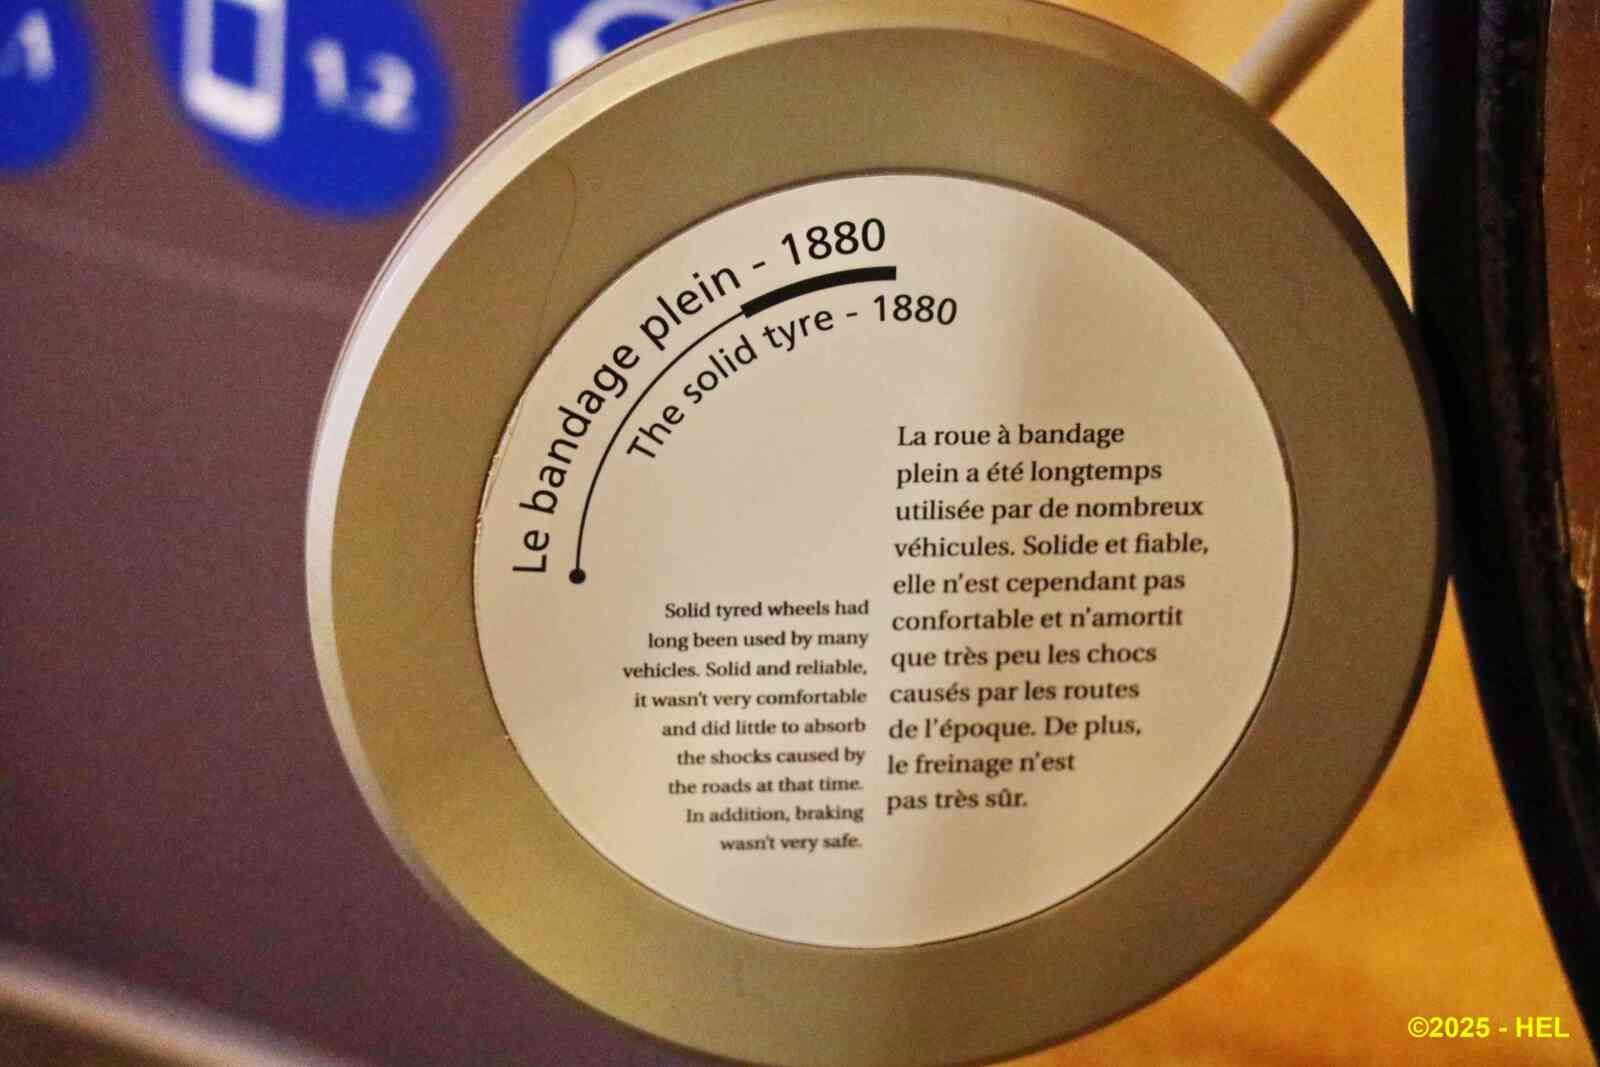 1.2
Le bandage plein - 1880
The solid tyre - 1880
La roue à bandage
plein a été longtemps
utilisée par de nombreux
véhicules. Solide et fiable,
elle n'est cependant pas
confortable et n'amortit
que très peu les chocs
causés par les routes
de l'époque. De plus,
le freinage n'est
pas très sûr.
Solid tyred wheels had
long been used by many
vehicles. Solid and reliable,
it wasn't very comfortable
and did little to absorb
the shocks caused by
the roads at that time.
In addition, braking
wasn't very safe.
©2025 - HEL